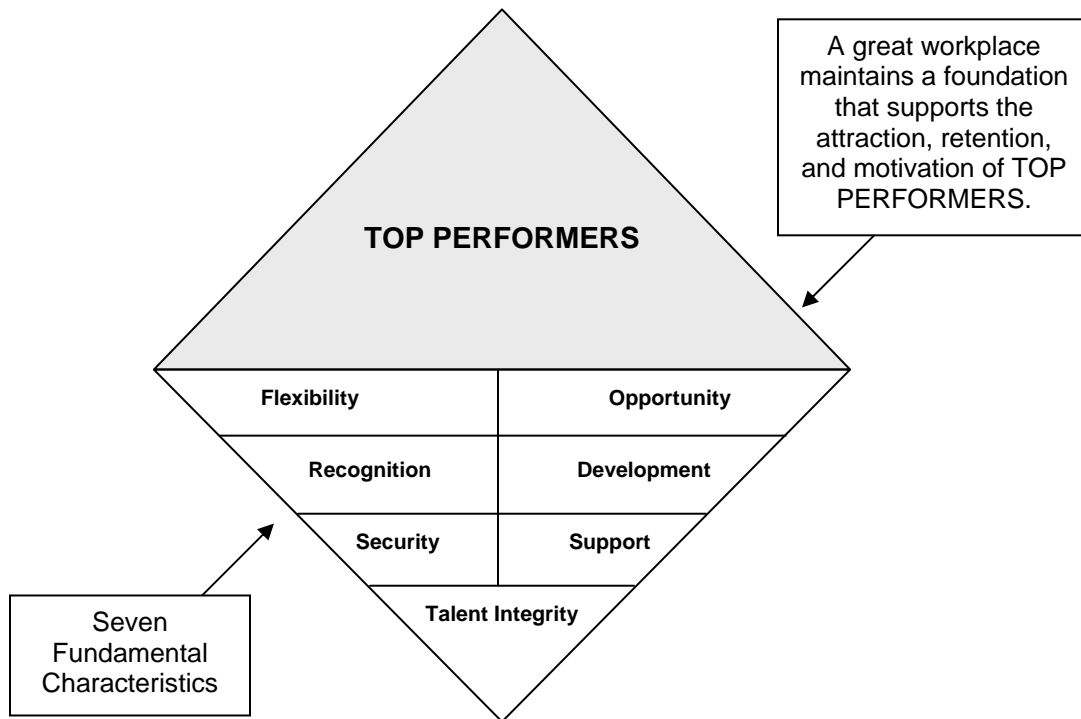 A great workplace
maintains a foundation
that supports the
attraction, retention,
and motivation of TOP
PERFORMERS.
TOP PERFORMERS
Flexibility
Opportunity
Recognition
Development
Security
Support
Talent Integrity
Seven
Fundamental
Characteristics